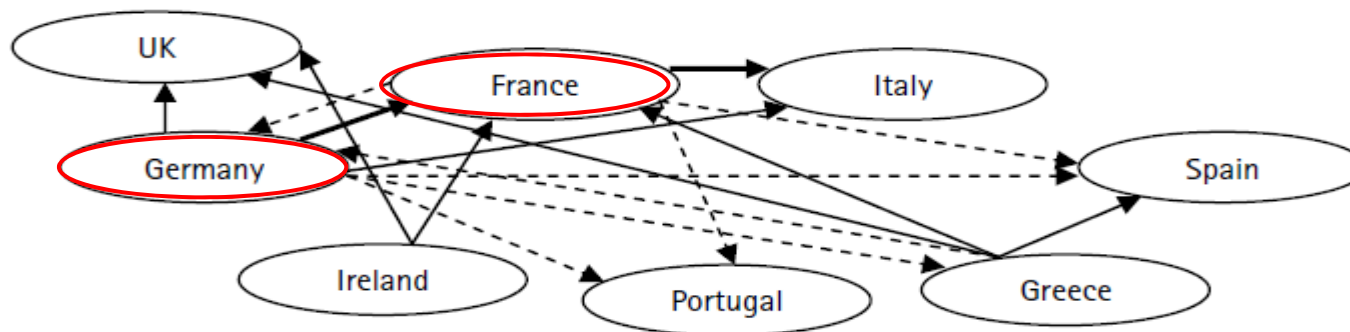 UK
France
Italy
Germany
Spain
Ireland
Portugal
Greece